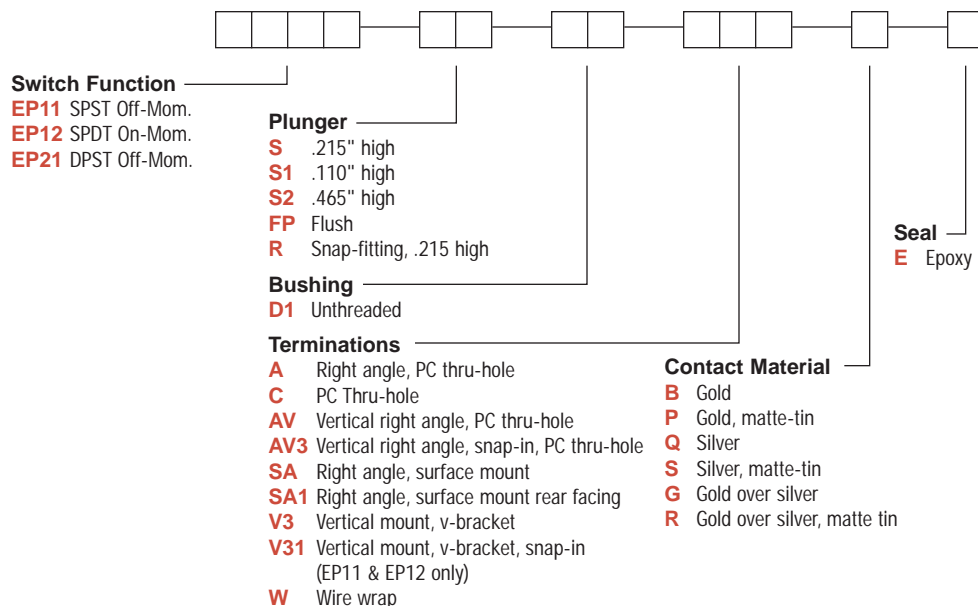 Switch Function
EP11 SPST Off-Mom.
EP12 SPDT On-Mom.
EP21 DPST Off-Mom.
Plunger
S .215" high
S1 .110" high
S2 .465" high
FP Flush
R Snap-fitting, .215 high
Seal
E Epoxy
Bushing
D1 Unthreaded
Terminations
A Right angle, PC thru-hole
C PC Thru-hole
AV Vertical right angle, PC thru-hole
AV3 Vertical right angle, snap-in, PC thru-hole
SA Right angle, surface mount
SA1 Right angle, surface mount rear facing
V3 Vertical mount, v-bracket
V31 Vertical mount, v-bracket, snap-in
(EP11 & EP12 only)
W Wire wrap
Contact Material
B Gold
P Gold, matte-tin
Q Silver
S Silver, matte-tin
G Gold over silver
R Gold over silver, matte tin